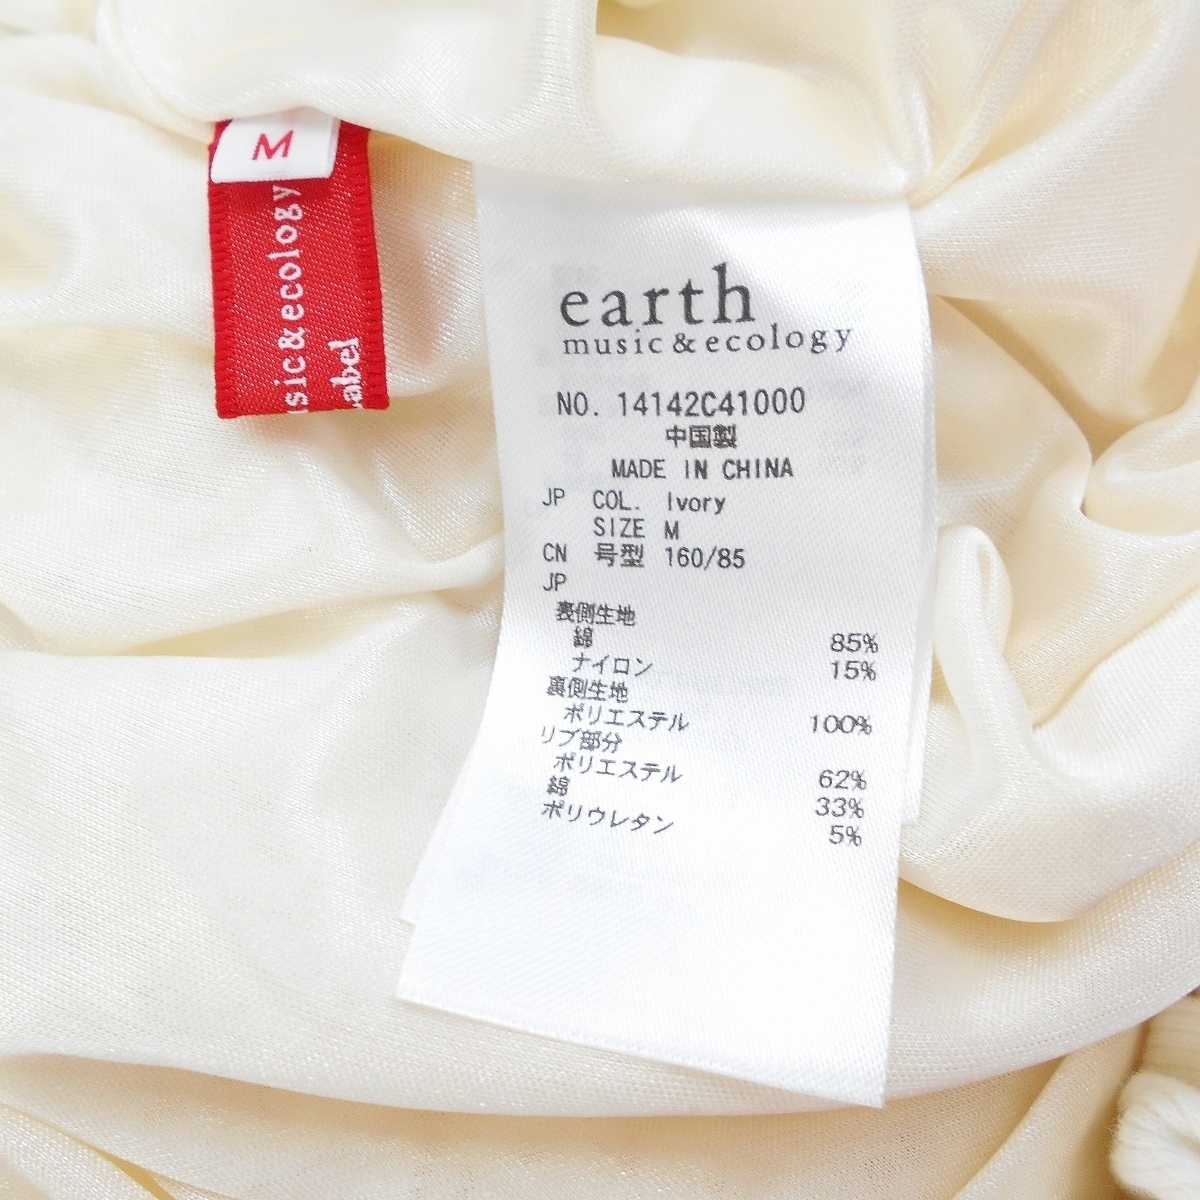 M
usic&ecology
Label
earth
music & ecology
NO. 14142C41000
中国製
MADE IN CHINA
JP COL. Ivory
SIZE M
CN 号型 160/85
JP
表側生地
綿 85%
ナイロン 15%
裏側生地
ポリエステル 100%
リブ部分
ポリエステル 62%
綿 33%
ポリウレタン 5%